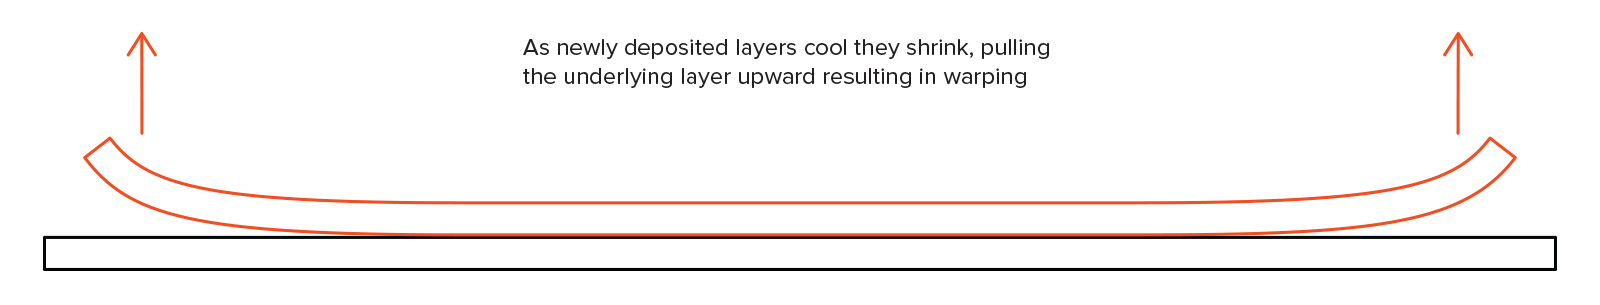 As newly deposited layers cool they shrink, pulling
the underlying layer upward resulting in warping